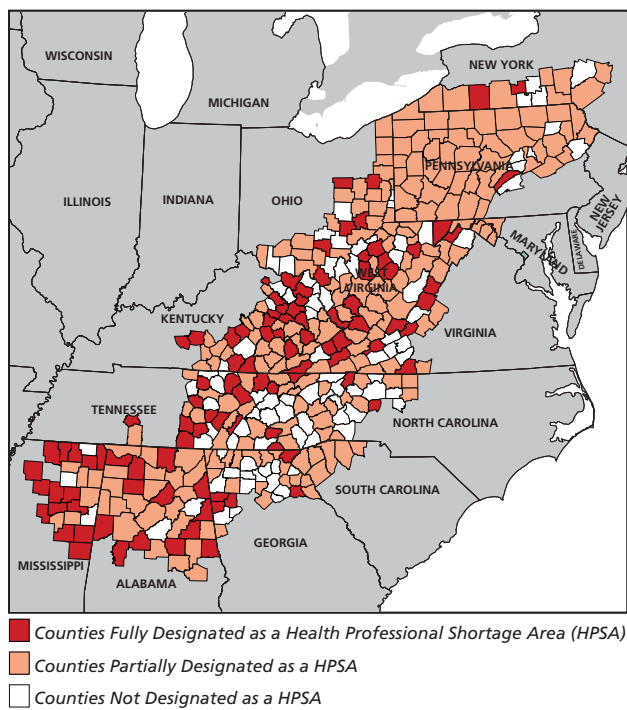 WISCONSIN
NEW YORK
MICHIGAN
PENNSYLVANIA
ILLINOIS
INDIANA
OHIO
NEW
JERSEY
MARYLAND
DELAWARE
WEST
VIRGINIA
KENTUCKY
VIRGINIA
TENNESSEE
NORTH CAROLINA
SOUTH CAROLINA
GEORGIA
MISSISSIPPI
ALABAMA
Counties Fully Designated as a Health Professional Shortage Area (HPSA)
Counties Partially Designated as a HPSA
Counties Not Designated as a HPSA